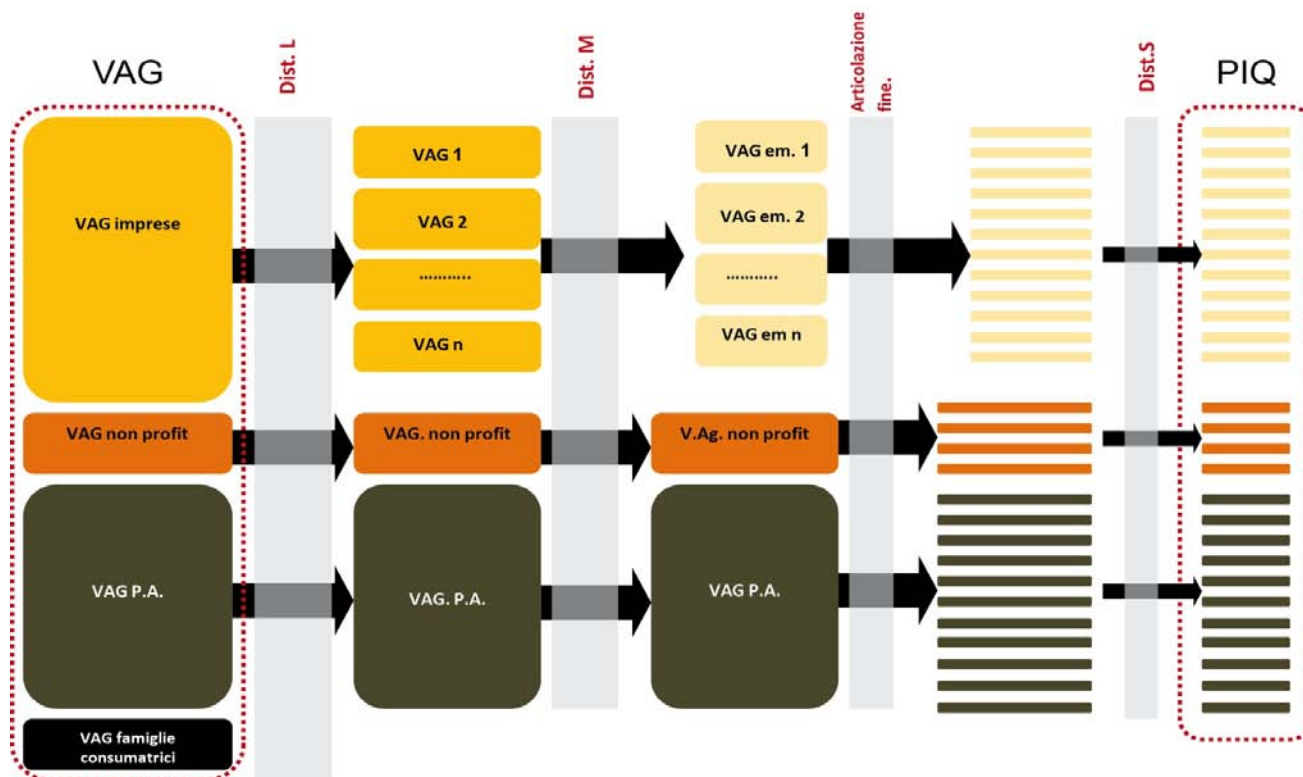 VAG
Dist. L
Dist. M
Articolazione
fine.
Dist.S
PIQ
VAG imprese
VAG 1
VAG 2
...........
VAG n
VAG em. 1
VAG em. 2
...........
VAG em n
VAG non profit
VAG. non profit
V.Ag. non profit
VAG P.A.
VAG. P.A.
VAG P.A.
VAG famiglie
consumatrici